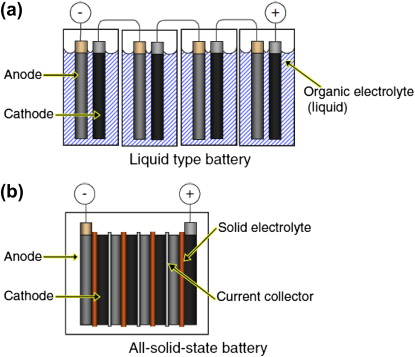 (a)
-
+
Anode
Cathode
Organic electrolyte
(liquid)
Liquid type battery
(b)
-
+
Solid electrolyte
Anode
Cathode
Current collector
All-solid-state battery